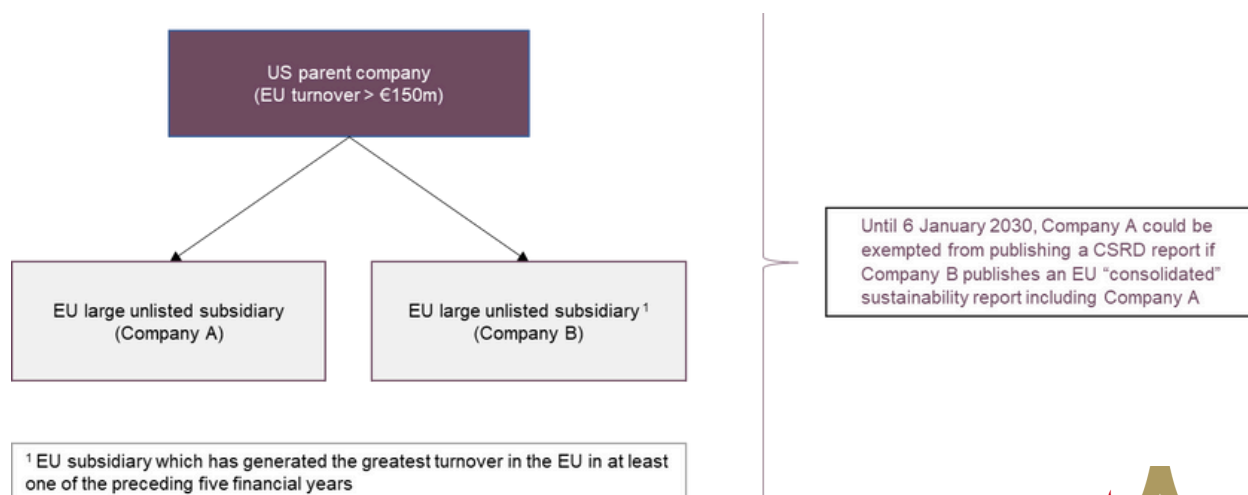 US parent company
(EU turnover > €150m)
EU large unlisted subsidiary
(Company A)
EU large unlisted subsidiary ¹
(Company B)
Until 6 January 2030, Company A could be
exempted from publishing a CSRD report if
Company B publishes an EU “consolidated”
sustainability report including Company A
¹ EU subsidiary which has generated the greatest turnover in the EU in at least
one of the preceding five financial years